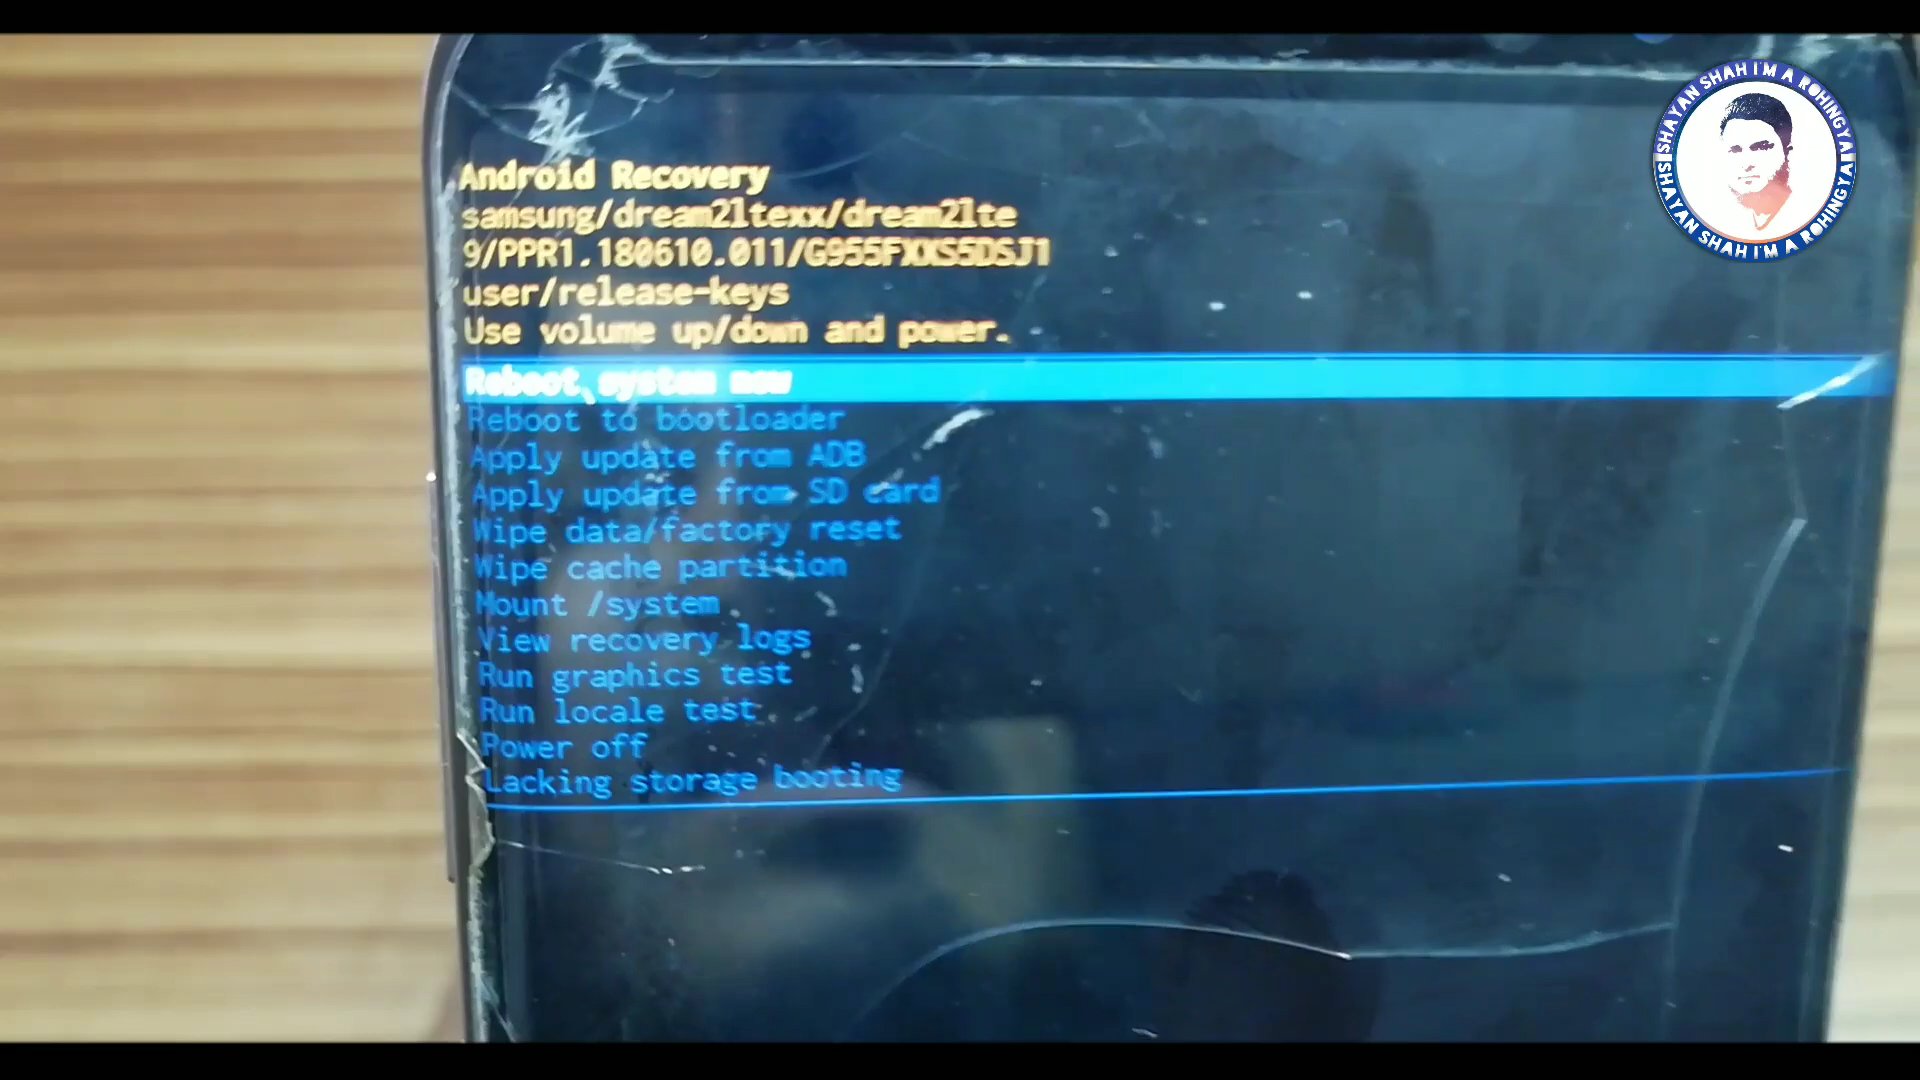 Android Recovery
samsung/dream2ltexx/dream2lte
9/PPR1.180610.011/G955FXXS5DSJ1
user/release-keys
Use volume up/down and power.
Reboot system now
Reboot to bootloader
Apply update from ADB
Apply update from SD card
Wipe data/factory reset
Wipe cache partition
Mount /system
View recovery logs
Run graphics test
Run locale test
Power off
Lacking storage booting
SHAYAN SHAH I'M A ROHINGYA
SHAYAN SHAH I'M A ROHINGYA